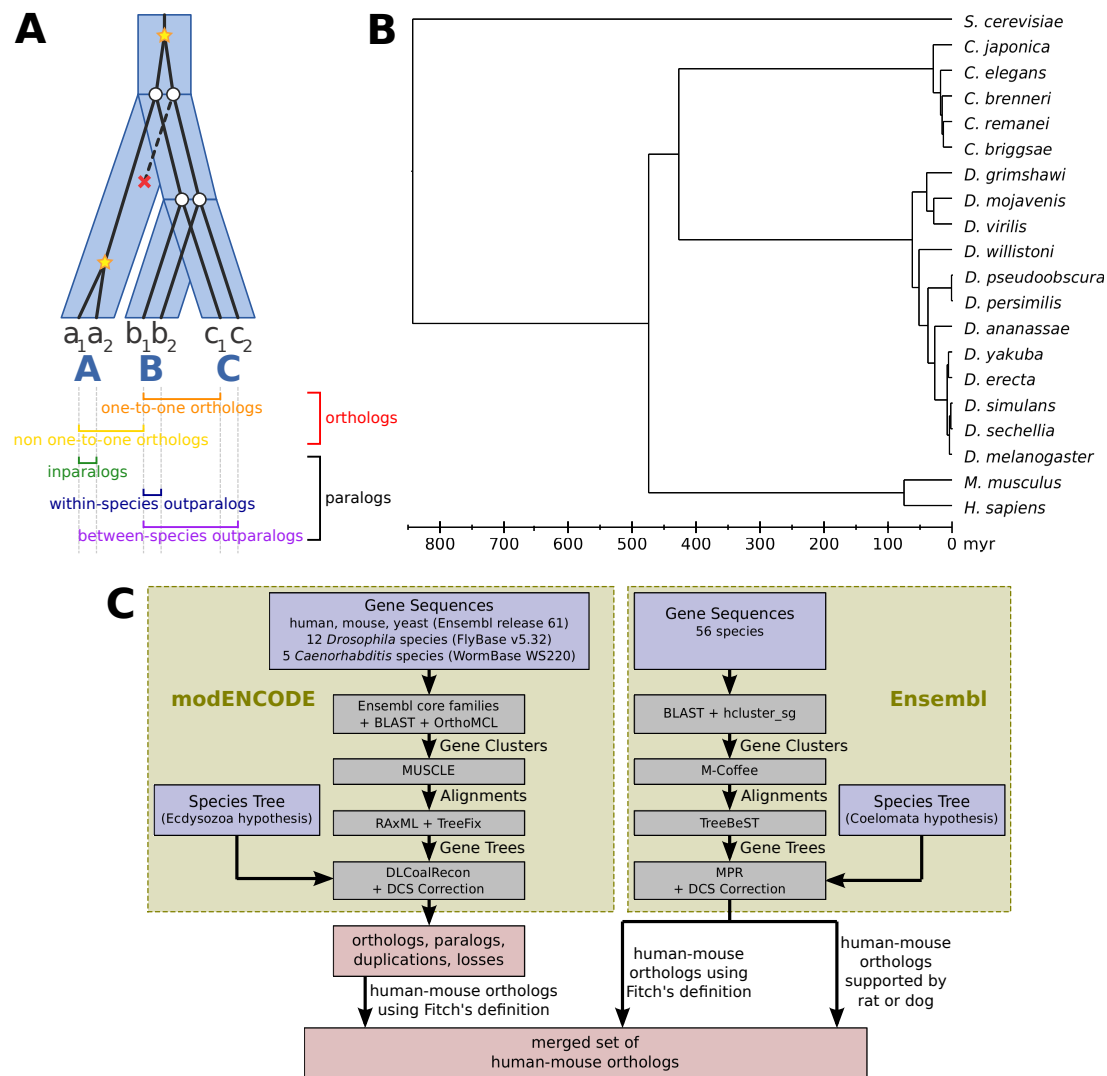 A
a1 a2 b1 b2 c1 c2
A B C
one-to-one orthologs
orthologs
non one-to-one orthologs
inparalogs
within-species outparalogs
paralogs
between-species outparalogs
B
S. cerevisiae
C. japonica
C. elegans
C. brenneri
C. remanei
C. briggsae
D. grimshawi
D. mojavenis
D. virilis
D. willistoni
D. pseudoobscura
D. persimilis
D. ananassae
D. yakuba
D. erecta
D. simulans
D. sechellia
D. melanogaster
M. musculus
H. sapiens
800 700 600 500 400 300 200 100 0 myr
C
modENCODE
Gene Sequences
human, mouse, yeast (Ensembl release 61)
12 Drosophila species (FlyBase v5.32)
5 Caenorhabditis species (WormBase WS220)
Ensembl core families
+ BLAST + OrthoMCL
Gene Clusters
MUSCLE
Alignments
Species Tree
(Ecdysozoa hypothesis)
RAxML + TreeFix
Gene Trees
DLCoalRecon
+ DCS Correction
orthologs, paralogs,
duplications, losses
human-mouse orthologs
using Fitch's definition
Ensembl
Gene Sequences
56 species
BLAST + hcluster_sg
Gene Clusters
M-Coffee
Alignments
TreeBeST
Species Tree
(Coelomata hypothesis)
Gene Trees
MPR
+ DCS Correction
human-mouse
orthologs using
Fitch's definition
human-mouse
orthologs
supported by
rat or dog
merged set of
human-mouse orthologs